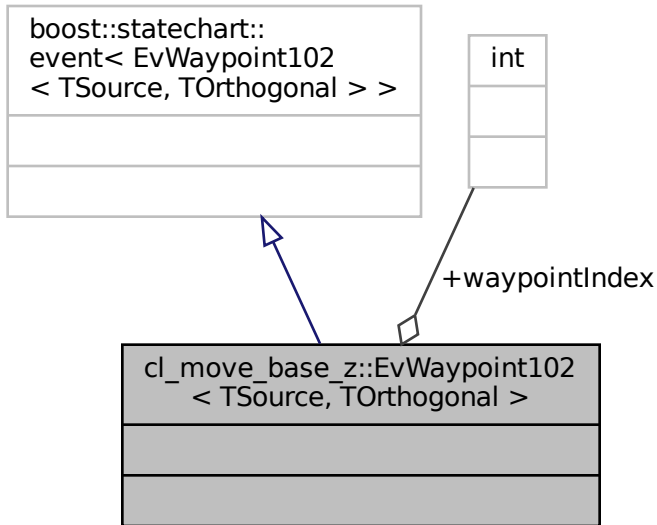 boost::statechart::
event< EvWaypoint102
< TSource, TOrthogonal > >
int
+waypointIndex
cl_move_base_z::EvWaypoint102
< TSource, TOrthogonal >